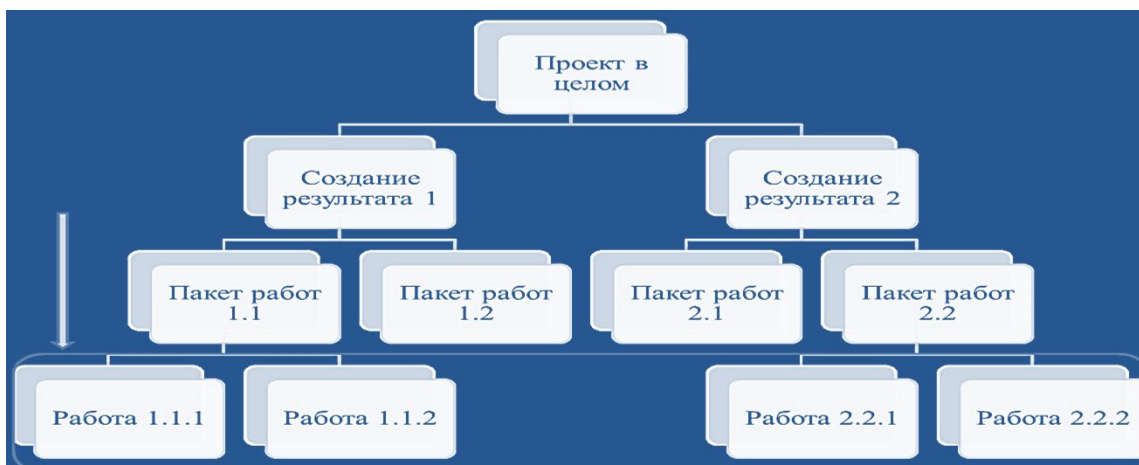 Проект в
целом
Создание
результата 1
Создание
результата 2
Пакет работ
1.1
Пакет работ
1.2
Пакет работ
2.1
Пакет работ
2.2
Работа 1.1.1
Работа 1.1.2
Работа 2.2.1
Работа 2.2.2